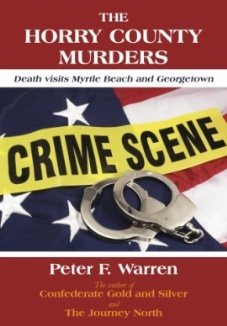 THE
HORRY COUNTY
MURDERS
Death visits Myrtle Beach and Georgetown
CRIME SCENE
Peter F. Warren
The author of
Confederate Gold and Silver
and
The Journey North